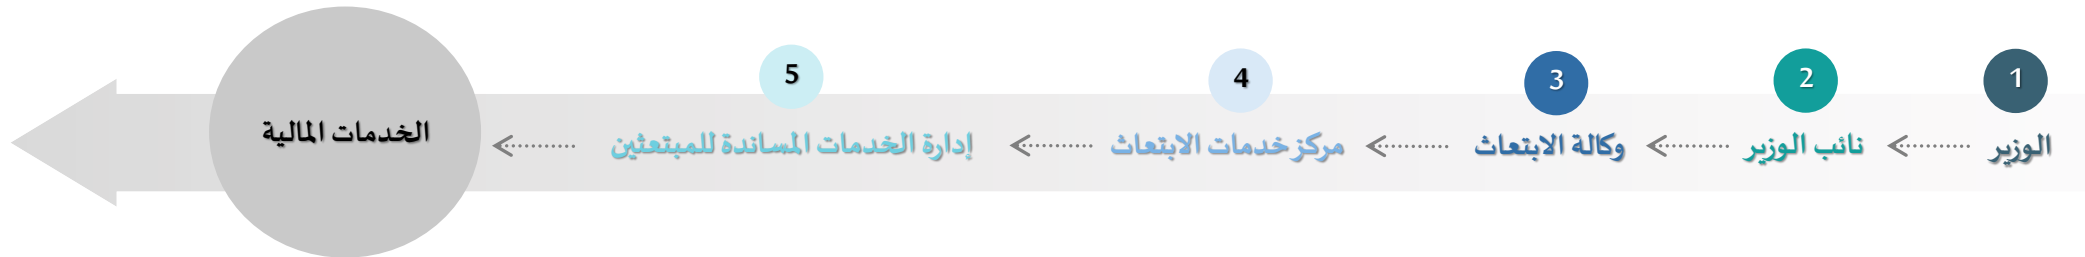 1
الوزير
2
نائب الوزير
3
وكالة الابتعاث
4
مركز خدمات الابتعاث
5
إدارة الخدمات المساندة للمبتعثين
الخدمات المالية